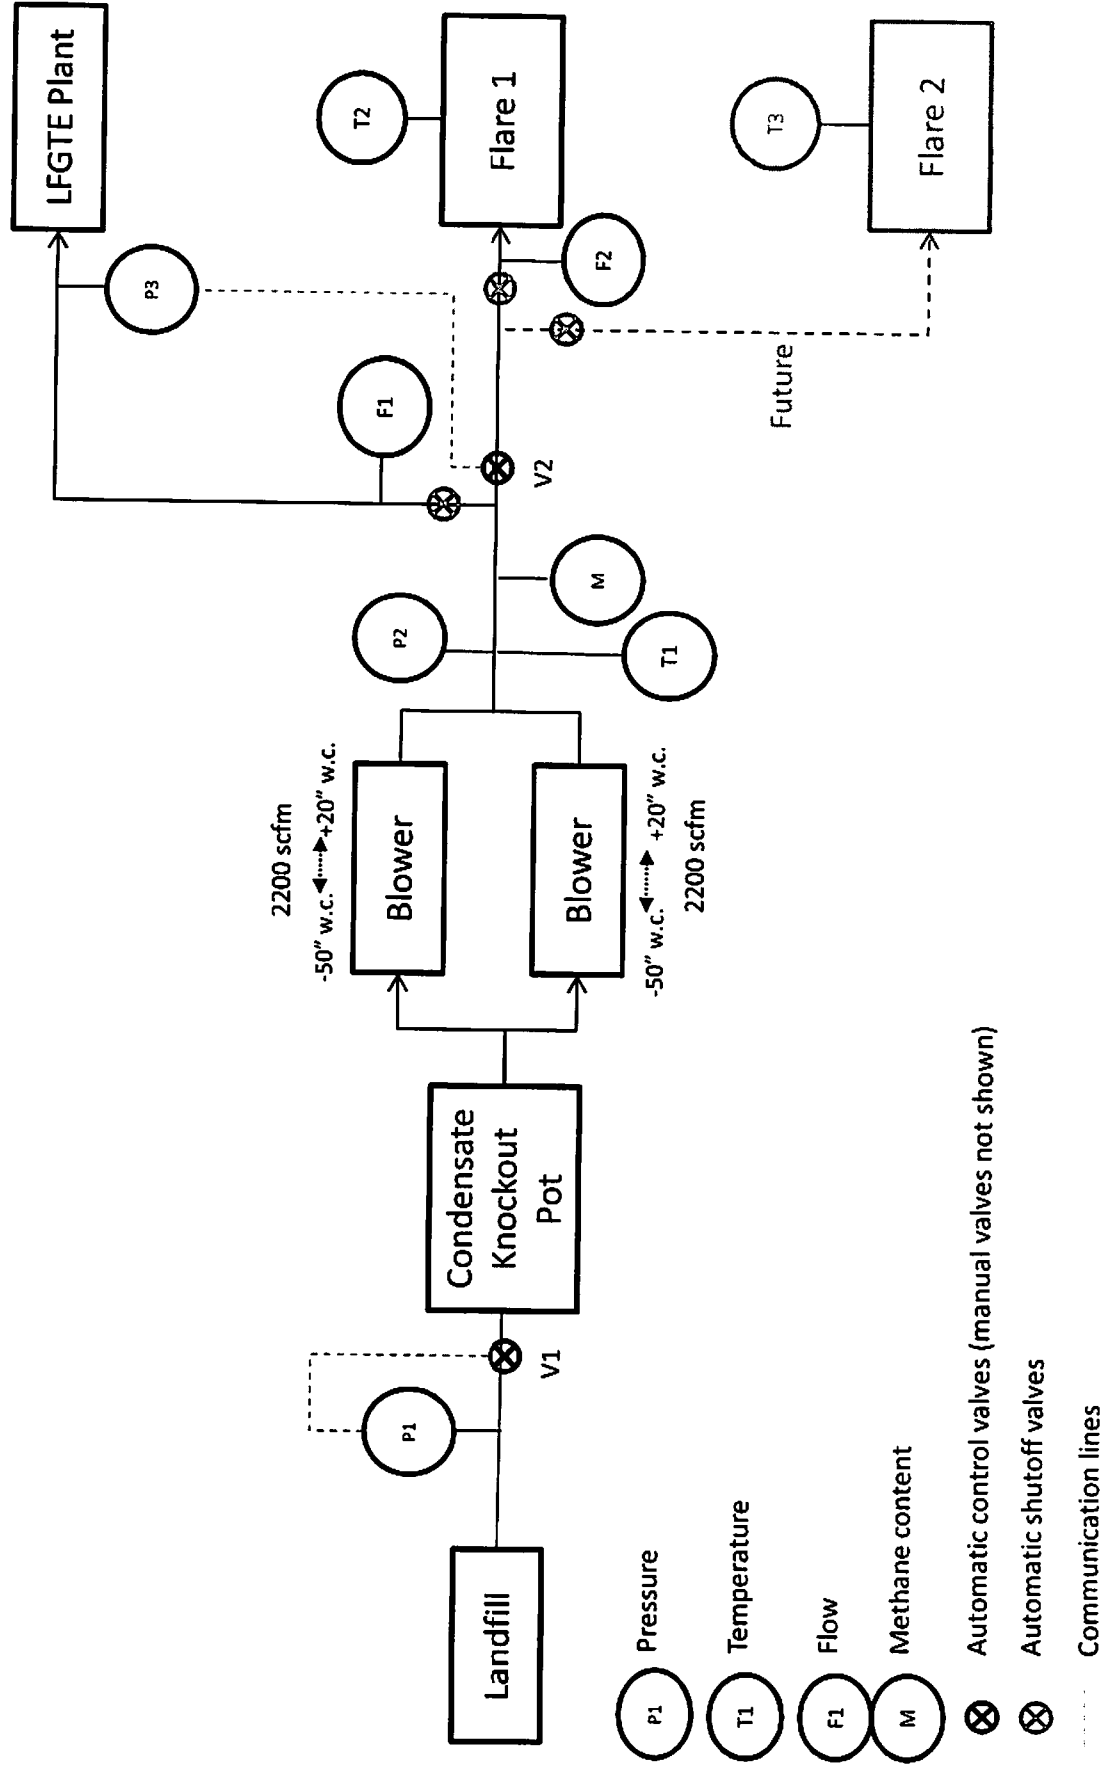 LFGTE Plant
P3
T2
Flare 1
F2
T3
Flare 2
Future
F1
V2
P2
M
T1
2200 scfm
-50" w.c. +20" w.c.
Blower
Blower
-50" w.c. +20" w.c.
2200 scfm
Condensate
Knockout
Pot
V1
P1
Landfill
P1 Pressure
T1 Temperature
F1 Flow
M Methane content
Automatic control valves (manual valves not shown)
Automatic shutoff valves
Communication lines